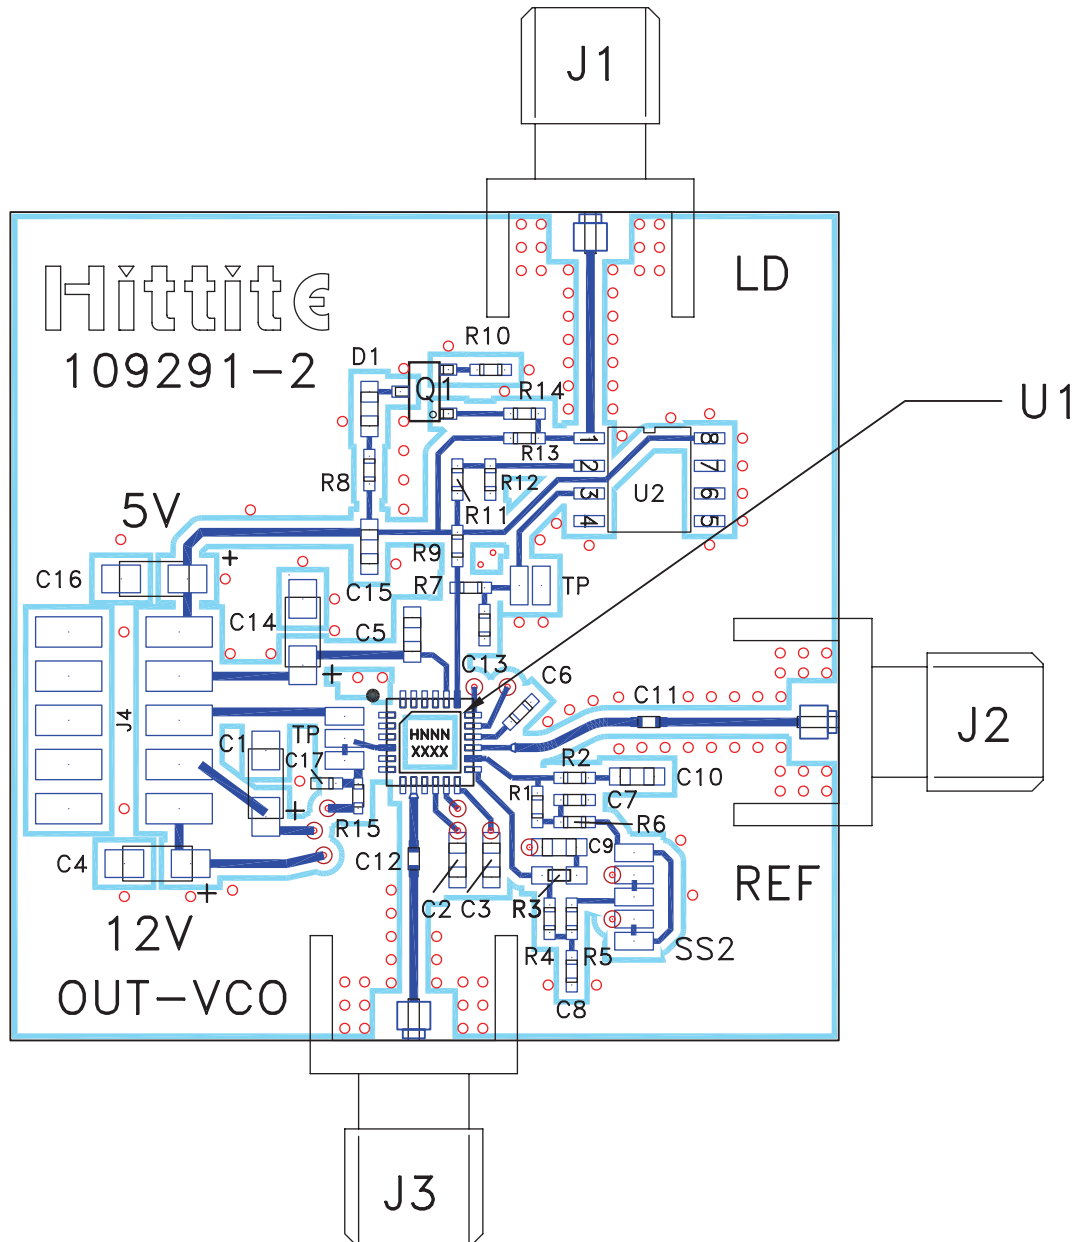 J1
Hittite
LD
109291-2
D1
R10
Q1
R14
U1
R13
1
8
2
7
R8
R12
3
U2
6
R11
4
5
5V
+
R9
C16
C15
R7
TP
C14
C5
+
C13
C6
C11
J4
TP
HNNN
XXXX
J2
C1
C17
R2
C10
R1
C7
+
R15
R6
C4
C12
C9
+
C2
C3
R3
REF
12V
R4
R5
SS2
OUT-VCO
C8
J3